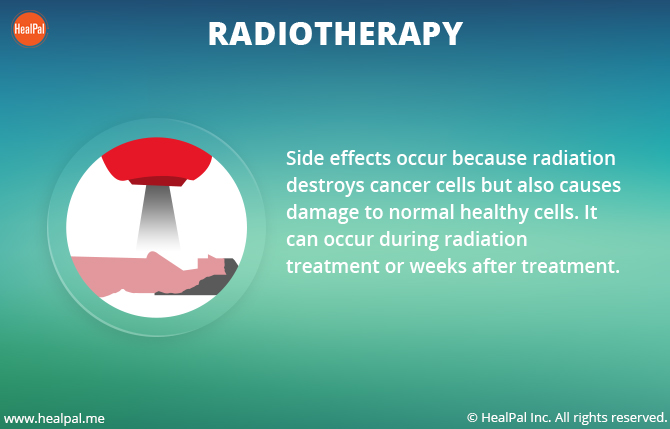 HealPal
RADIOTHERAPY
Side effects occur because radiation
destroys cancer cells but also causes
damage to normal healthy cells. It
can occur during radiation
treatment or weeks after treatment.
www.healpal.me
© HealPal Inc. All rights reserved.